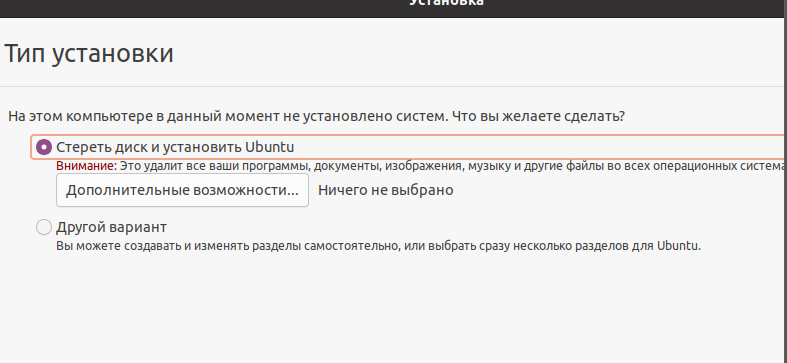 Установка
Тип установки
На этом компьютере в данный момент не установлено систем. Что вы желаете сделать?
Стереть диск и установить Ubuntu
Внимание: Это удалит все ваши программы, документы, изображения, музыку и другие файлы во всех операционных система
Дополнительные возможности... Ничего не выбрано
Другой вариант
Вы можете создавать и изменять разделы самостоятельно, или выбрать сразу несколько разделов для Ubuntu.